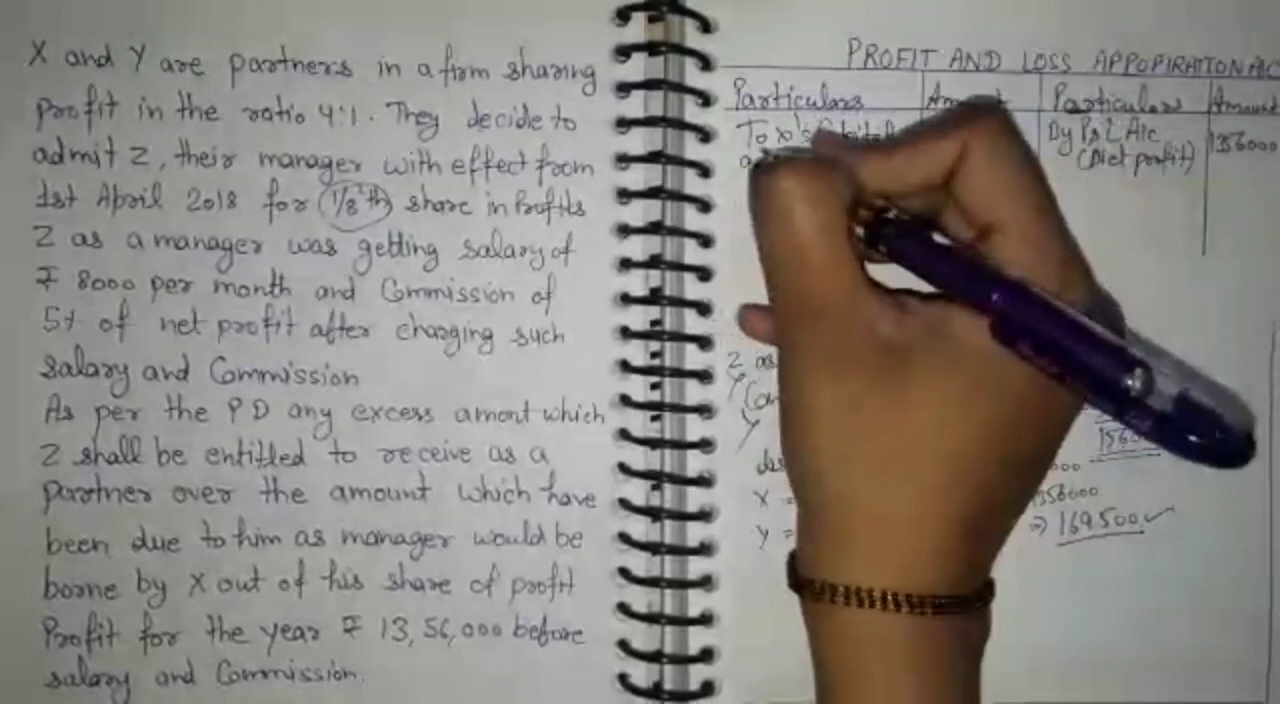 X and Y are partners in a firm sharing
profit in the ratio 4:1. They decide to
admit Z, their manager with effect from
1st April 2018 for 1/8th share in Profits
Z as a manager was getting salary of
₹ 8000 per month and Commission of
5% of net profit after charging such
salary and Commission
As per the PD any excess amont which
Z shall be entitled to receive as a
partner over the amount which have
been due to him as manager would be
borne by X out of his share of profit
Profit for the year ₹ 13,56,000 before
salary and Commission.
PROFIT AND LOSS APPOPIRATION A/C
Particulars Particulars Amount
To X's By P&L A/c 1356000
(Net profit)
Z as
X =
1356000
Y = ⇒ 169500